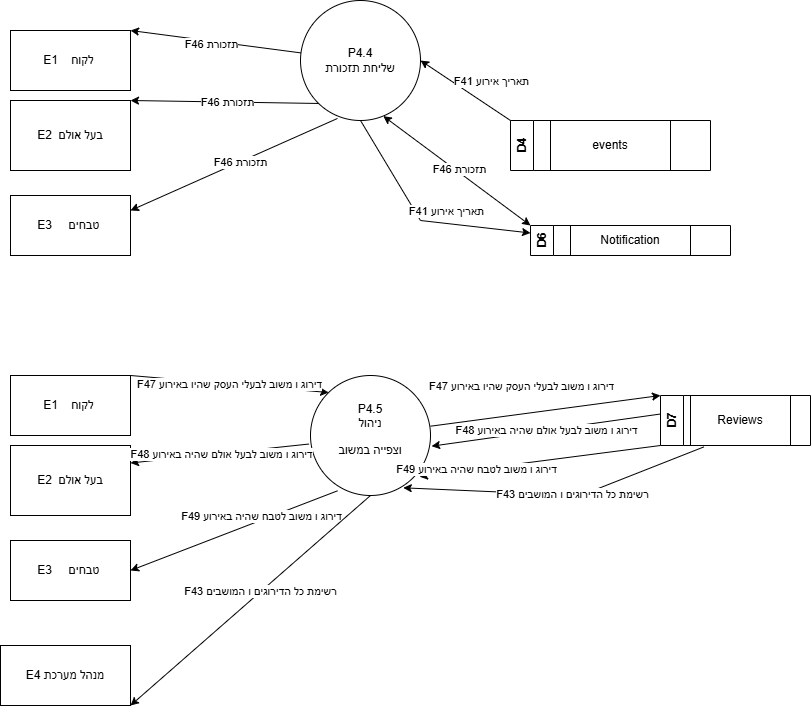 P4.4
שליחת תזכורת
לקוח E1
תזכורת F46
בעל אולם E2
תזכורת F46
טבחים E3
תזכורת F46
תאריך אירוע F41
D4
events
תזכורת F46
תאריך אירוע F41
D6
Notification
לקוח E1
דירוג ו משוב לבעלי העסק שהיו באירוע F47
P4.5
ניהול
וצפייה במשוב
דירוג ו משוב לבעלי העסק שהיו באירוע F47
D7
Reviews
דירוג ו משוב לבעל אולם שהיה באירוע F48
דירוג ו משוב לבעל אולם שהיה באירוע F48
בעל אולם E2
דירוג ו משוב לטבח שהיה באירוע F49
רשימת כל הדירוגים ו המושבים F43
דירוג ו משוב לטבח שהיה באירוע F49
טבחים E3
רשימת כל הדירוגים ו המושבים F43
מנהל מערכת E4